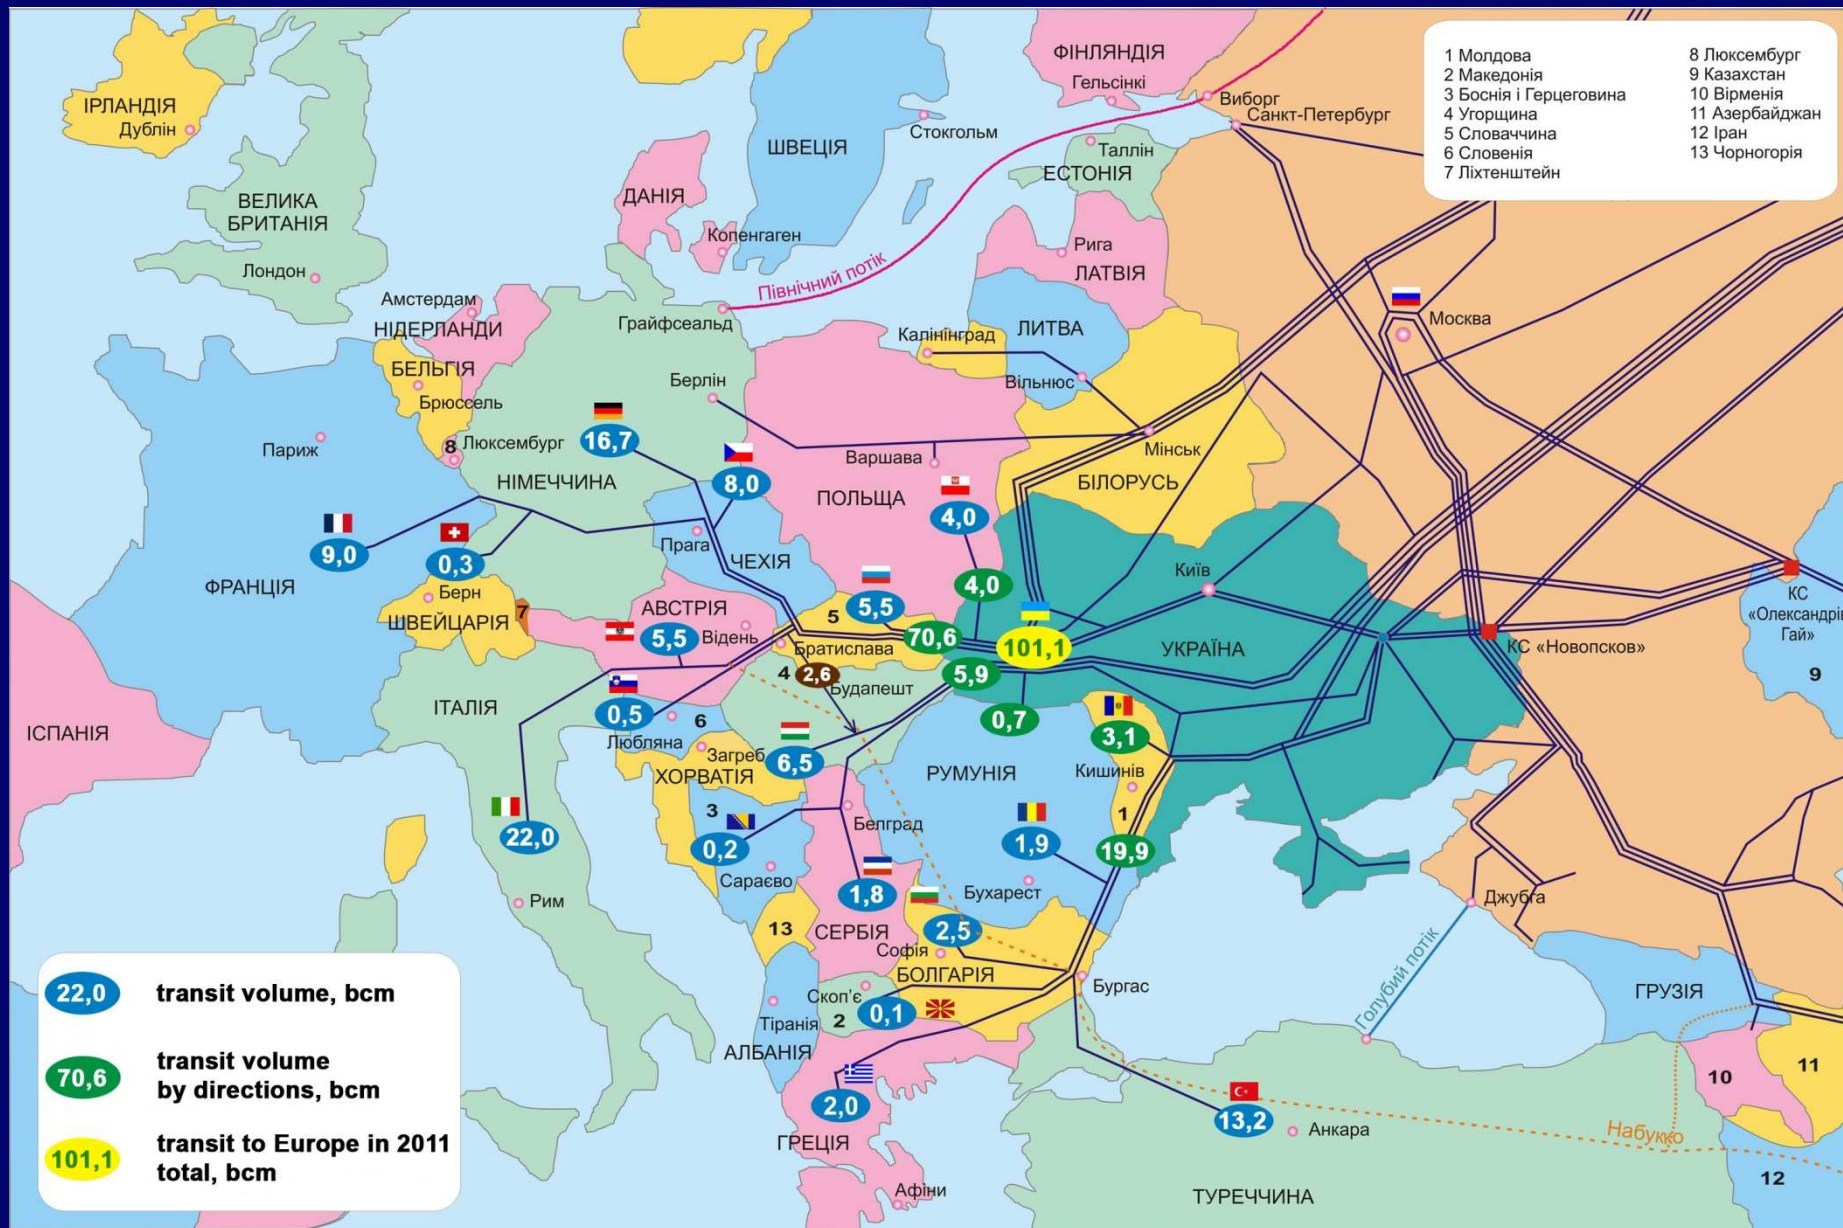 ІРЛАНДІЯ
Дублін
ВЕЛИКА
БРИТАНІЯ
Лондон
ШВЕЦІЯ
Стокгольм
ФІНЛЯНДІЯ
Гельсінкі
Виборг
Санкт-Петербург
Таллін
ЕСТОНІЯ
1 Молдова
2 Македонія
3 Боснія і Герцеговина
4 Угорщина
5 Словаччина
6 Словенія
7 Ліхтенштейн
8 Люксембург
9 Казахстан
10 Вірменія
11 Азербайджан
12 Іран
13 Чорногорія
ДАНІЯ
Копенгаген
Північний потік
Рига
ЛАТВІЯ
Амстердам
НІДЕРЛАНДИ
Грайфсеальд
ЛИТВА
Калінінград
Вільнюс
Москва
БЕЛЬГІЯ
Брюссель
Берлін
Париж
8
Люксембург
16,7
НІМЕЧЧИНА
8,0
Варшава
ПОЛЬЩА
4,0
Мінськ
БІЛОРУСЬ
9,0
0,3
ФРАНЦІЯ
Берн
ШВЕЙЦАРІЯ
7
Прага
ЧЕХІЯ
4,0
Київ
КС
«Олександрів
Гай»
АВСТРІЯ
5,5
Відень
5
5,5
Братислава
70,6
101,1
УКРАЇНА
КС «Новопсков»
9
4
2,6
Будапешт
5,9
0,7
ІТАЛІЯ
0,5
Любляна
6
Загреб
ХОРВАТІЯ
6,5
РУМУНІЯ
3,1
Кишинів
1
ІСПАНІЯ
22,0
3
0,2
Сараєво
Белград
1,8
1,9
Бухарест
19,9
Рим
13
СЕРБІЯ
2,5
Софія
БОЛГАРІЯ
Бургас
Джубга
Голубий потік
ГРУЗІЯ
Скоп'є
2
0,1
Тіранія
АЛБАНІЯ
2,0
ГРЕЦІЯ
Афіни
13,2
Анкара
ТУРЕЧЧИНА
Набукко
10
11
12
22,0 transit volume, bcm
70,6 transit volume
by directions, bcm
101,1 transit to Europe in 2011
total, bcm